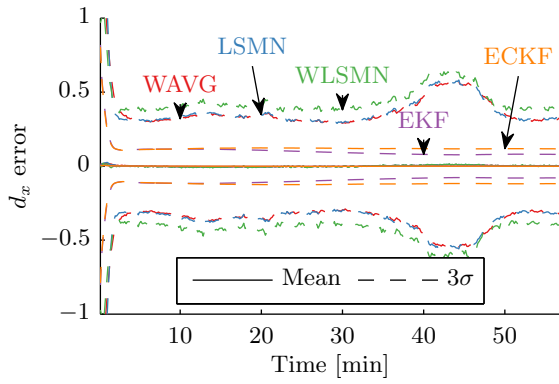 1
0.5
0
−0.5
−1
d_x error
LSMN
ECKF
WAVG
WLSMN
EKF
Mean
3σ
10
20
30
40
50
Time [min]